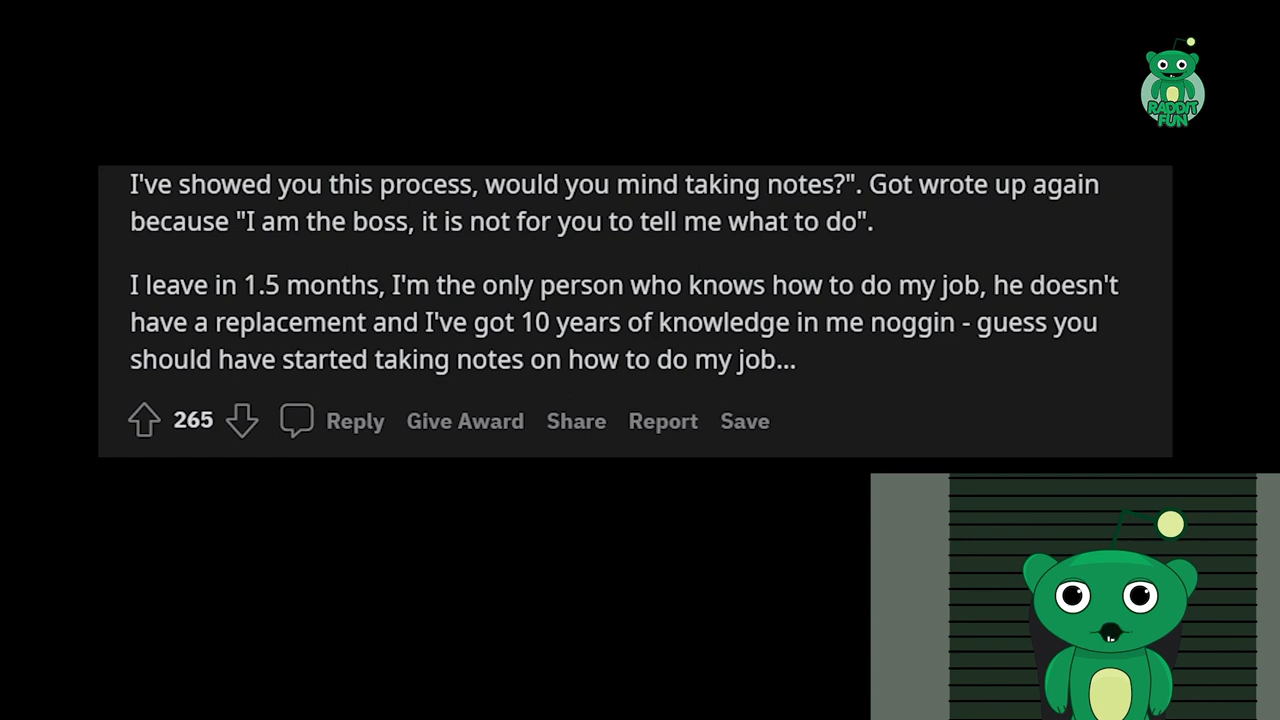 RADDIT
FUN
I've showed you this process, would you mind taking notes?". Got wrote up again
because "I am the boss, it is not for you to tell me what to do".
I leave in 1.5 months, I'm the only person who knows how to do my job, he doesn't
have a replacement and I've got 10 years of knowledge in me noggin - guess you
should have started taking notes on how to do my job...
265 Reply Give Award Share Report Save